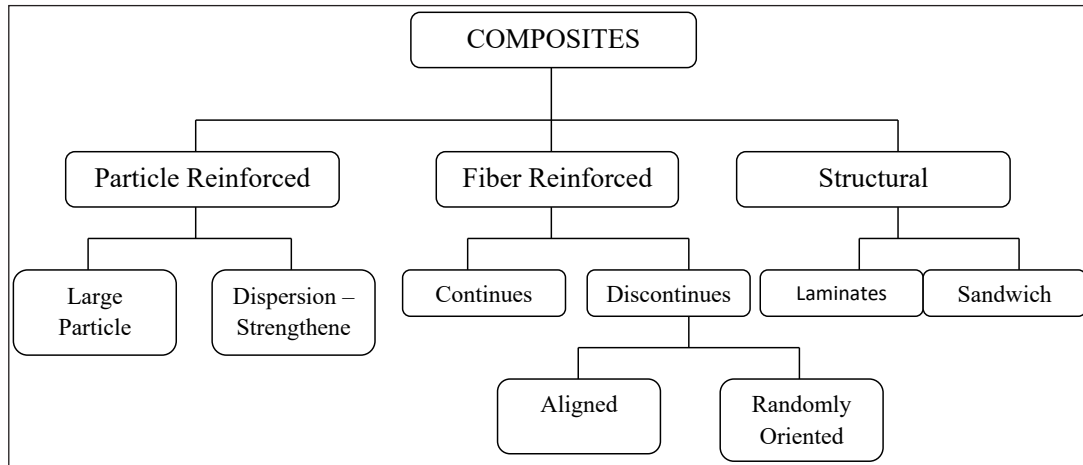 COMPOSITES
Particle Reinforced
Fiber Reinforced
Structural
Large
Particle
Dispersion –
Strengthene
Continues
Discontinues
Laminates
Sandwich
Aligned
Randomly
Oriented